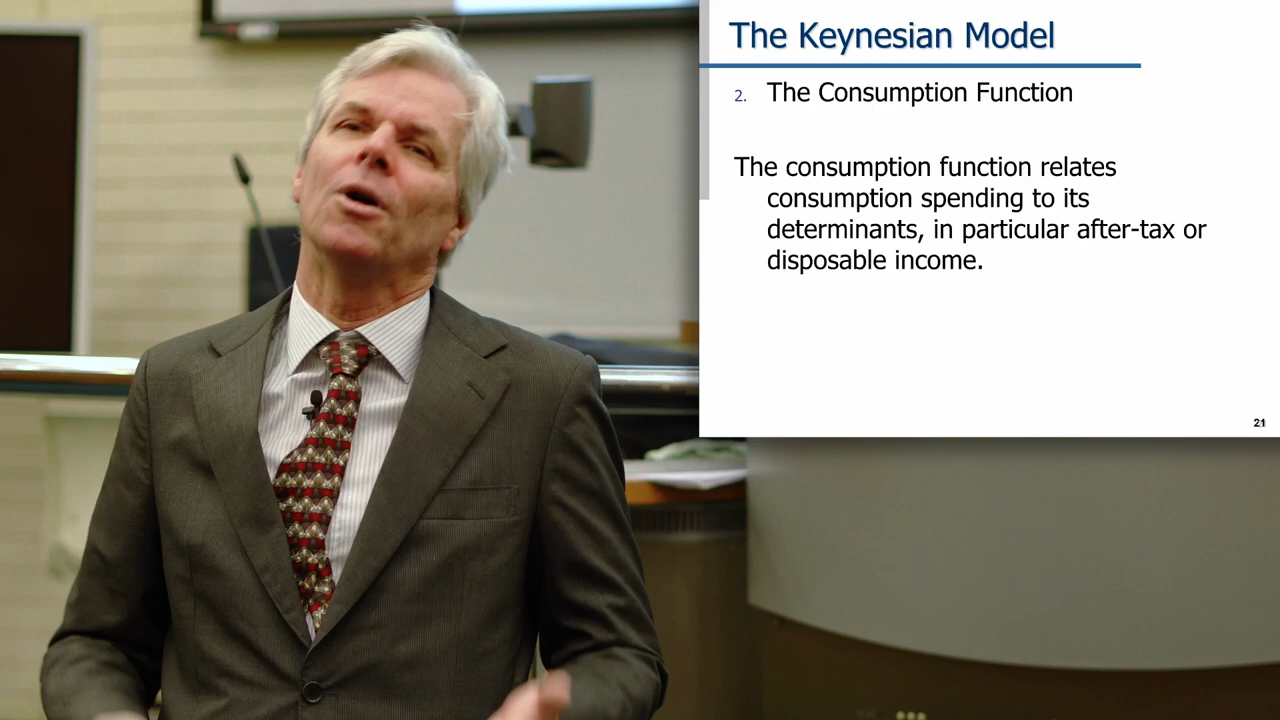 The Keynesian Model
2. The Consumption Function
The consumption function relates
consumption spending to its
determinants, in particular after-tax or
disposable income.
21